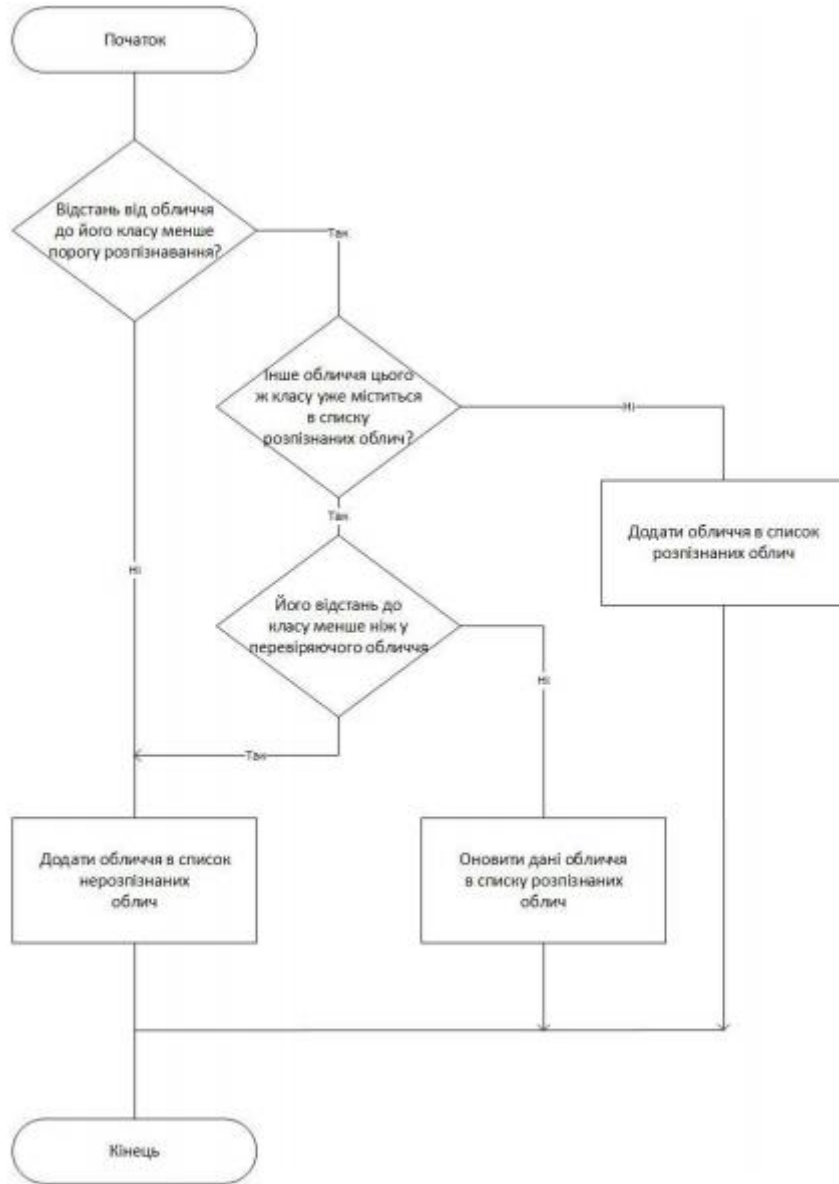 Початок
Відстань від обличчя
до його класу менше
порогу розпізнавання?
Так
Інше обличчя цього
ж класу уже міститься
в списку
розпізнаних облич?
Ні
Так
Додати обличчя в список
розпізнаних облич
Ні
Його відстань до
класу менше ніж у
перевіряючого обличчя
Ні
Так
Додати обличчя в список
нерозпізнаних
облич
Оновити дані обличчя
в списку розпізнаних
облич
Кінець